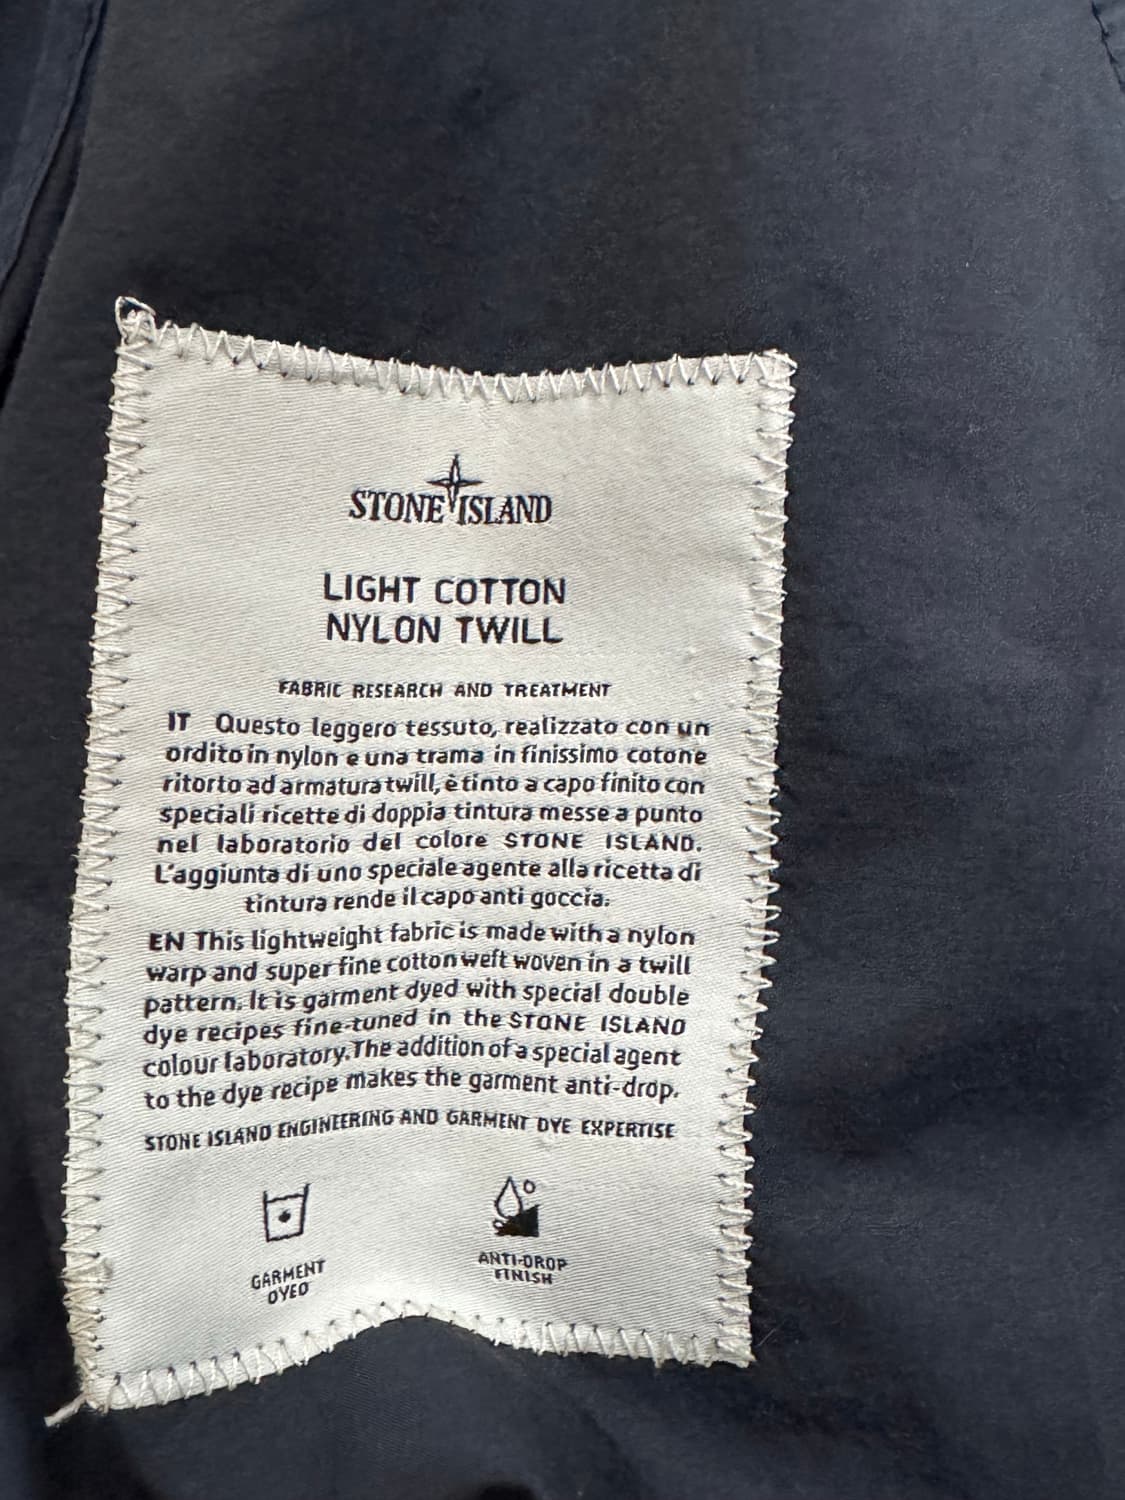 STONE ISLAND
LIGHT COTTON
NYLON TWILL
FABRIC RESEARCH AND TREATMENT
IT Questo leggero tessuto, realizzato con un
ordito in nylon e una trama in finissimo cotone
ritorto ad armatura twill, è tinto a capo finito con
speciali ricette di doppia tintura messe a punto
nel laboratorio del colore STONE ISLAND.
L'aggiunta di uno speciale agente alla ricetta di
tintura rende il capo anti goccia.
EN This lightweight fabric is made with a nylon
warp and super fine cotton weft woven in a twill
pattern. It is garment dyed with special double
dye recipes fine-tuned in the STONE ISLAND
colour laboratory. The addition of a special agent
to the dye recipe makes the garment anti-drop.
STONE ISLAND ENGINEERING AND GARMENT DYE EXPERTISE
GARMENT
DYED
ANTI-DROP
FINISH